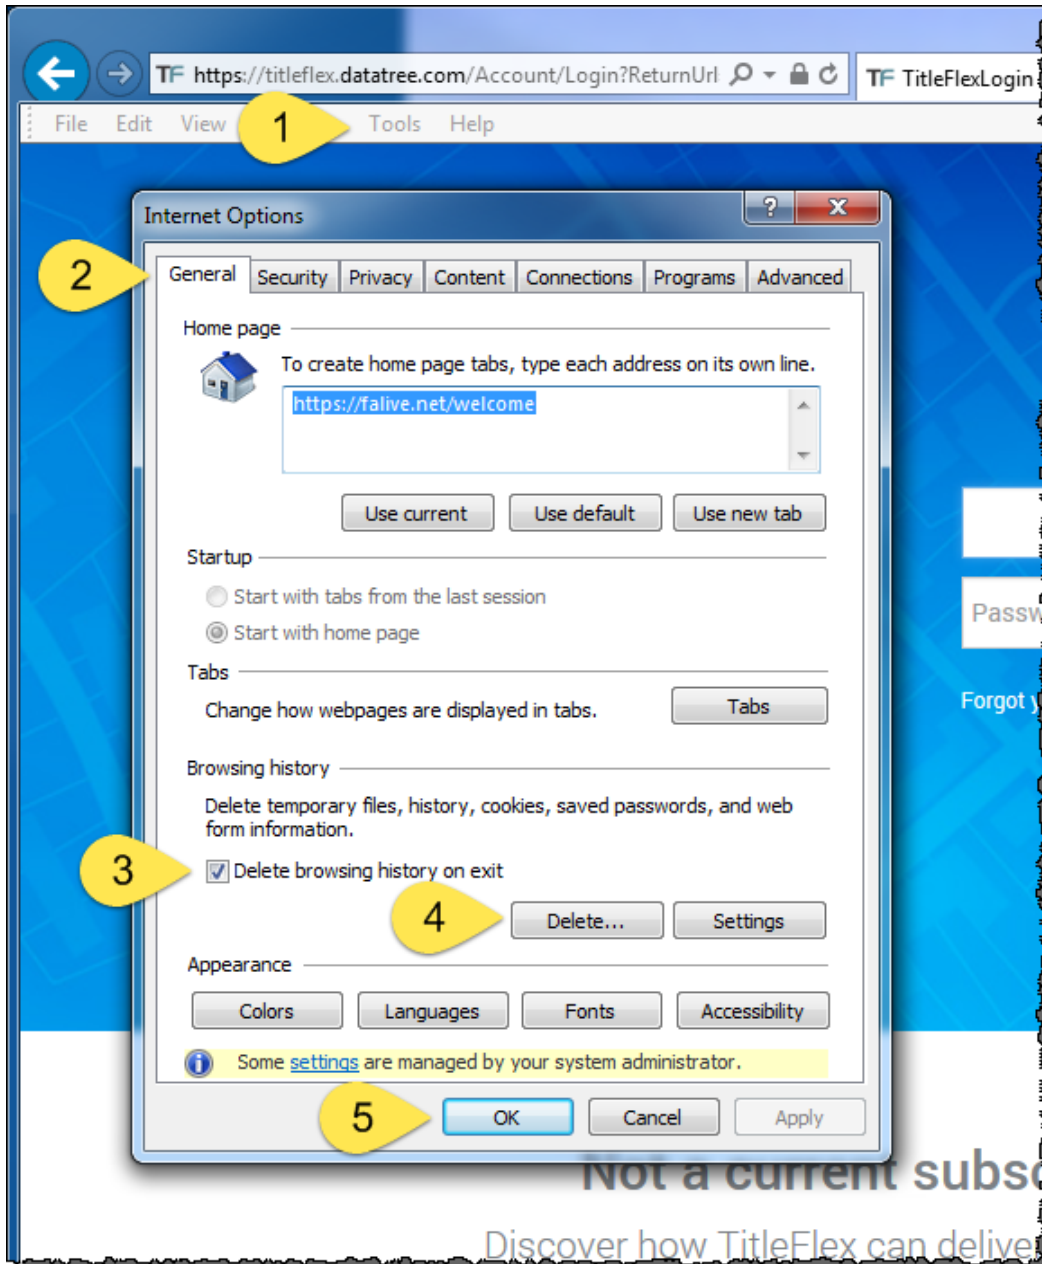 TF https://titleflex.datatree.com/Account/Login?ReturnUrl
TF TitleFlexLogin
File Edit View 1 Tools Help
Internet Options
?
X
2
General Security Privacy Content Connections Programs Advanced
Home page
To create home page tabs, type each address on its own line.
https://falive.net/welcome
Use current Use default Use new tab
Startup
Start with tabs from the last session
Start with home page
Passw
Tabs
Change how webpages are displayed in tabs. Tabs
Forgot y
Browsing history
Delete temporary files, history, cookies, saved passwords, and web
form information.
3 Delete browsing history on exit
4 Delete... Settings
Appearance
Colors Languages Fonts Accessibility
Some settings are managed by your system administrator.
5 OK Cancel Apply
Not a current subsc
Discover how TitleFlex can deliver